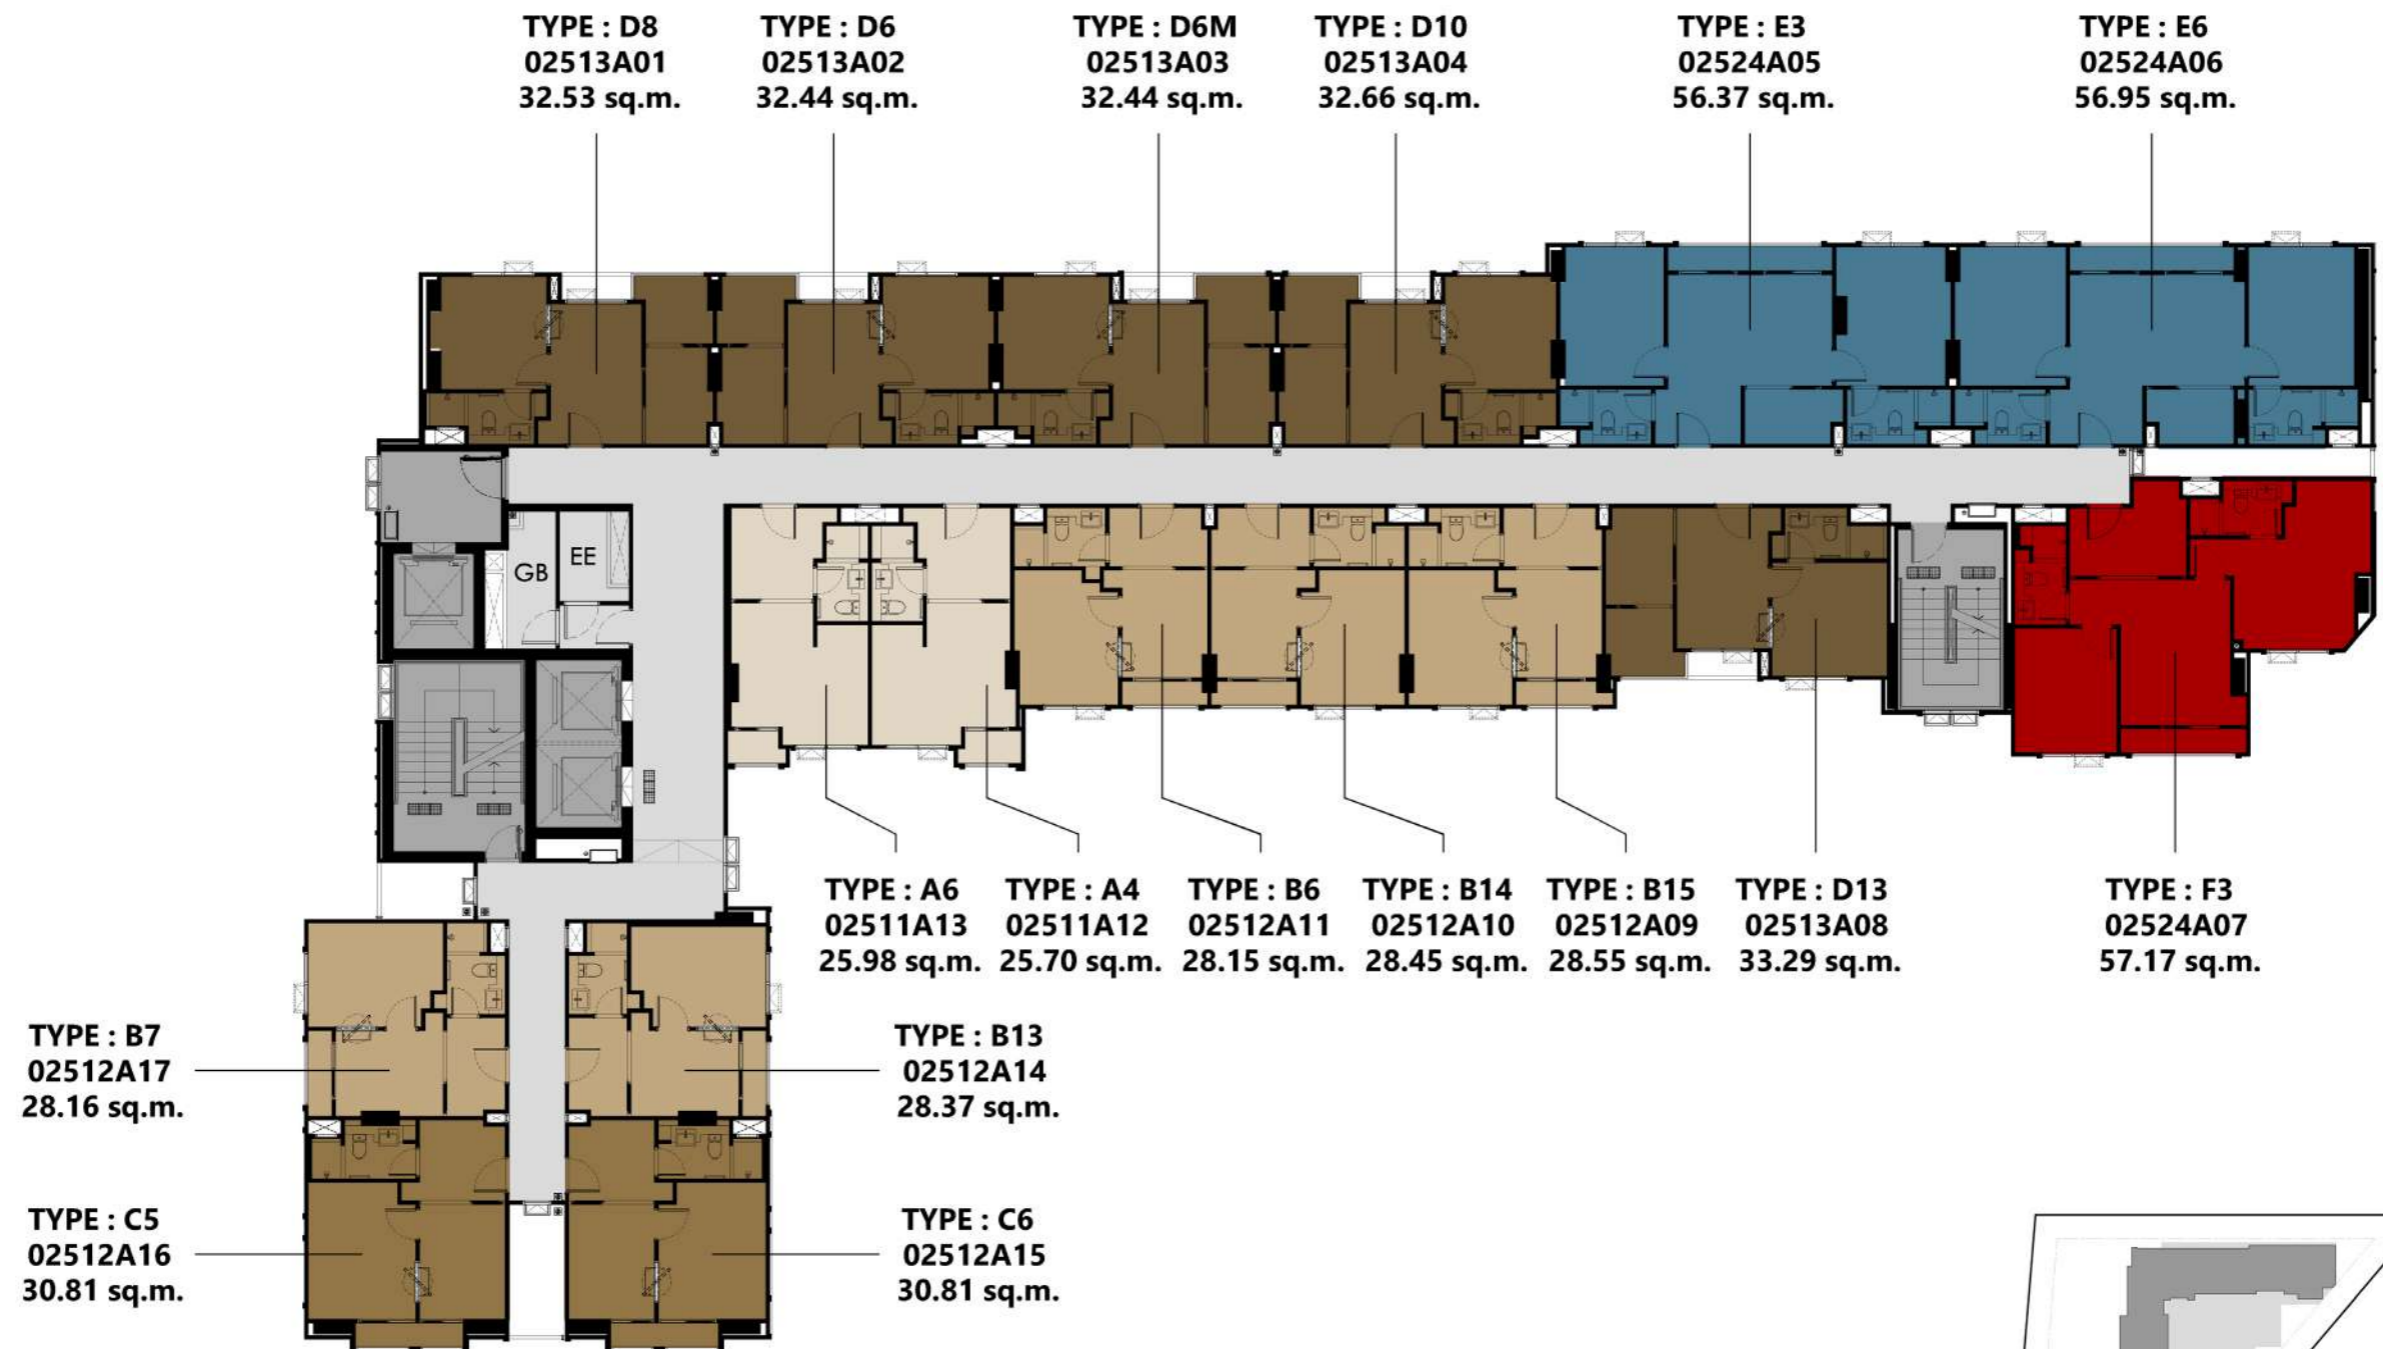 TYPE : D8
02513A01
32.53 sq.m.
TYPE : D6
02513A02
32.44 sq.m.
TYPE : D6M
02513A03
32.44 sq.m.
TYPE : D10
02513A04
32.66 sq.m.
TYPE : E3
02524A05
56.37 sq.m.
TYPE : E6
02524A06
56.95 sq.m.
GB
EE
TYPE : A6
02511A13
25.98 sq.m.
TYPE : A4
02511A12
25.70 sq.m.
TYPE : B6
02512A11
28.15 sq.m.
TYPE : B14
02512A10
28.45 sq.m.
TYPE : B15
02512A09
28.55 sq.m.
TYPE : D13
02513A08
33.29 sq.m.
TYPE : F3
02524A07
57.17 sq.m.
TYPE : B7
02512A17
28.16 sq.m.
TYPE : B13
02512A14
28.37 sq.m.
TYPE : C5
02512A16
30.81 sq.m.
TYPE : C6
02512A15
30.81 sq.m.